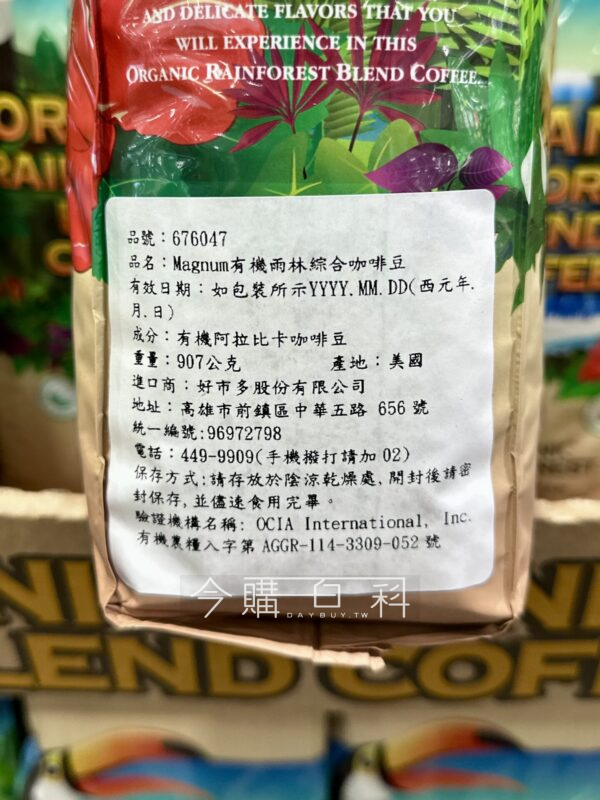 AND DELICATE FLAVORS THAT YOU
WILL EXPERIENCE IN THIS
ORGANIC RAINFOREST BLEND COFFEE.
品號：676047
品名：Magnum有機雨林綜合咖啡豆
有效日期：如包裝所示YYYY.MM.DD(西元年.
月.日)
成分：有機阿拉比卡咖啡豆
重量：907公克 產地：美國
進口商：好市多股份有限公司
地址：高雄市前鎮區中華五路 656 號
統一編號:96972798
電話：449-9909(手機撥打請加 02)
保存方式:請存放於陰涼乾燥處,開封後請密
封保存,並儘速食用完畢。
驗證機構名稱: OCIA International, Inc.
有機農糧入字第 AGGR-114-3309-052 號
今購百科
DAYBUY.TW
BLEND COFFEE